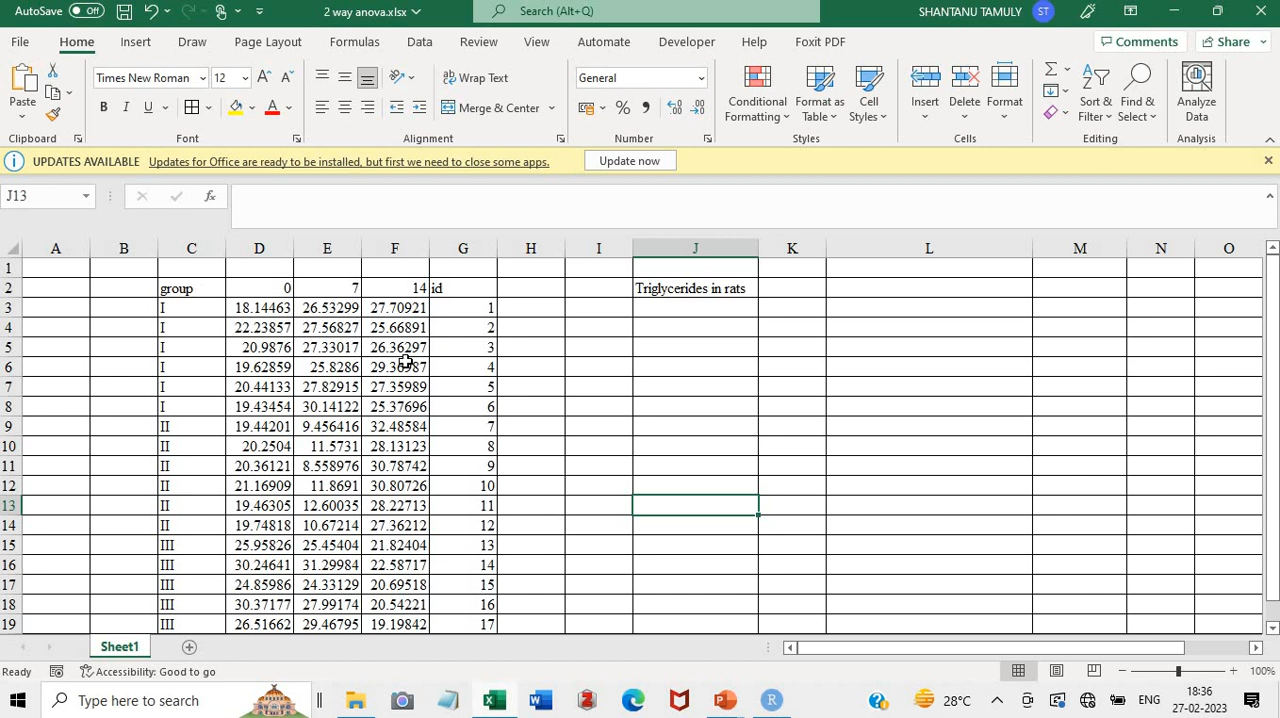 AutoSave Off 2 way anova.xlsx Search (Alt+Q) SHANTANU TAMULY ST
File Home Insert Draw Page Layout Formulas Data Review View Automate Developer Help Foxit PDF Comments Share
Paste Times New Roman 12 Wrap Text General Conditional Formatting Format as Table Cell Styles Insert Delete Format Sort & Filter Find & Select Analyze Data
B I U A Merge & Center
Clipboard Font Alignment Number Styles Cells Editing Analysis
UPDATES AVAILABLE Updates for Office are ready to be installed, but first we need to close some apps. Update now
J13 fx
A B C D E F G H I J K L M N O
1
2 group 0 7 14 id Triglycerides in rats
3 I 18.14463 26.53299 27.70921 1
4 I 22.23857 27.56827 25.66891 2
5 I 20.9876 27.33017 26.36297 3
6 I 19.62859 25.8286 4
7 I 20.44133 27.82915 27.35989 5
8 I 19.43454 30.14122 25.37696 6
9 II 19.44201 9.456416 32.48584 7
10 II 20.2504 11.5731 28.13123 8
11 II 20.36121 8.558976 30.78742 9
12 II 21.16909 11.8691 30.80726 10
13 II 19.46305 12.60035 28.22713 11
14 II 19.74818 10.67214 27.36212 12
15 III 25.95826 25.45404 21.82404 13
16 III 30.24641 31.29984 22.58717 14
17 III 24.85986 24.33129 20.69518 15
18 III 30.37177 27.99174 20.54221 16
19 III 26.51662 29.46795 19.19842 17
Sheet1
Ready Accessibility: Good to go 100%
Type here to search 28°C ENG 18:36
27-02-2023